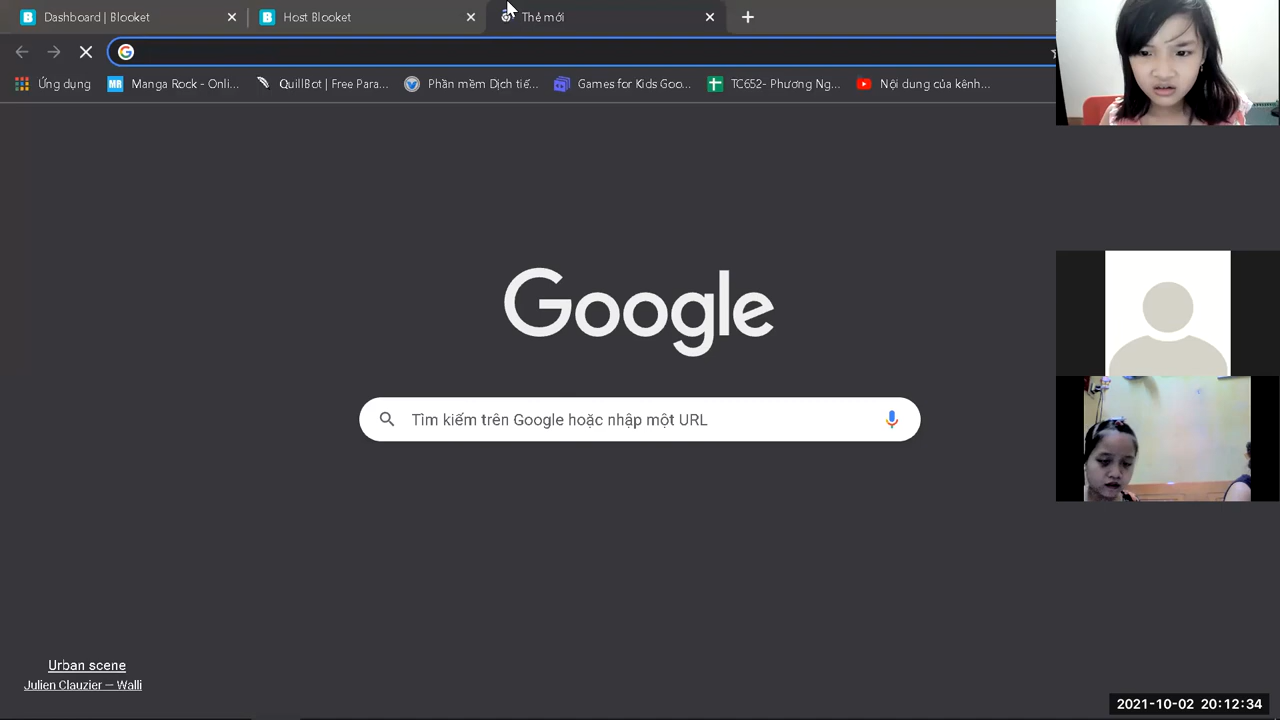 Dashboard | Blooket
Host Blooket
Thẻ mới
Ứng dụng
MR Manga Rock - Onli...
QuillBot | Free Para...
Phần mềm Dịch tiế...
Games for Kids Goo...
TC652- Phương Ng...
Nội dung của kênh...
Google
Tìm kiếm trên Google hoặc nhập một URL
Urban scene
Julien Clauzier — Walli
2021-10-02 20:12:34